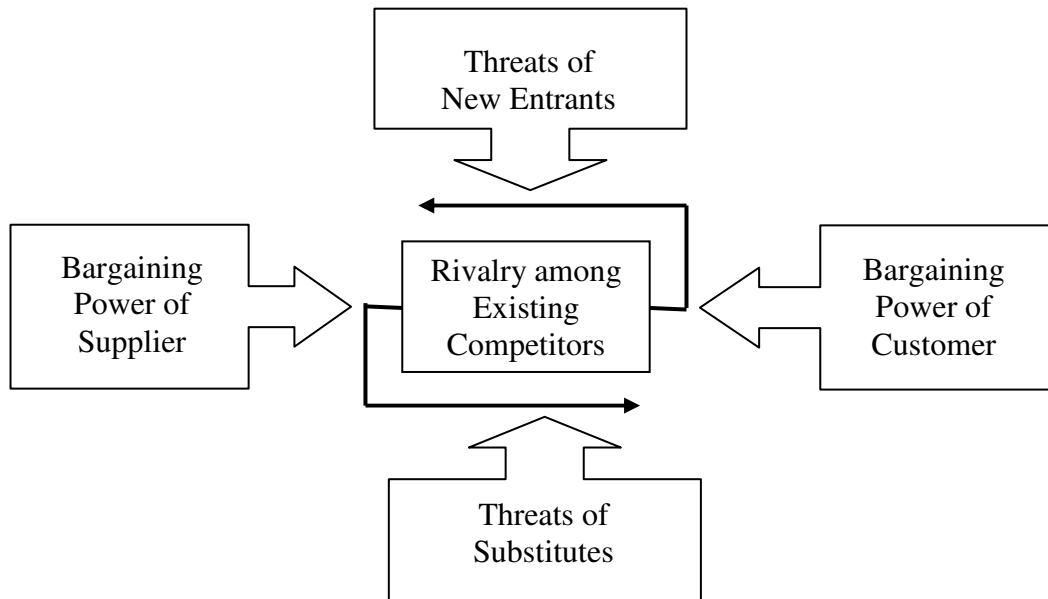 Threats of
New Entrants
Bargaining
Power of
Supplier
Rivalry among
Existing
Competitors
Bargaining
Power of
Customer
Threats of
Substitutes